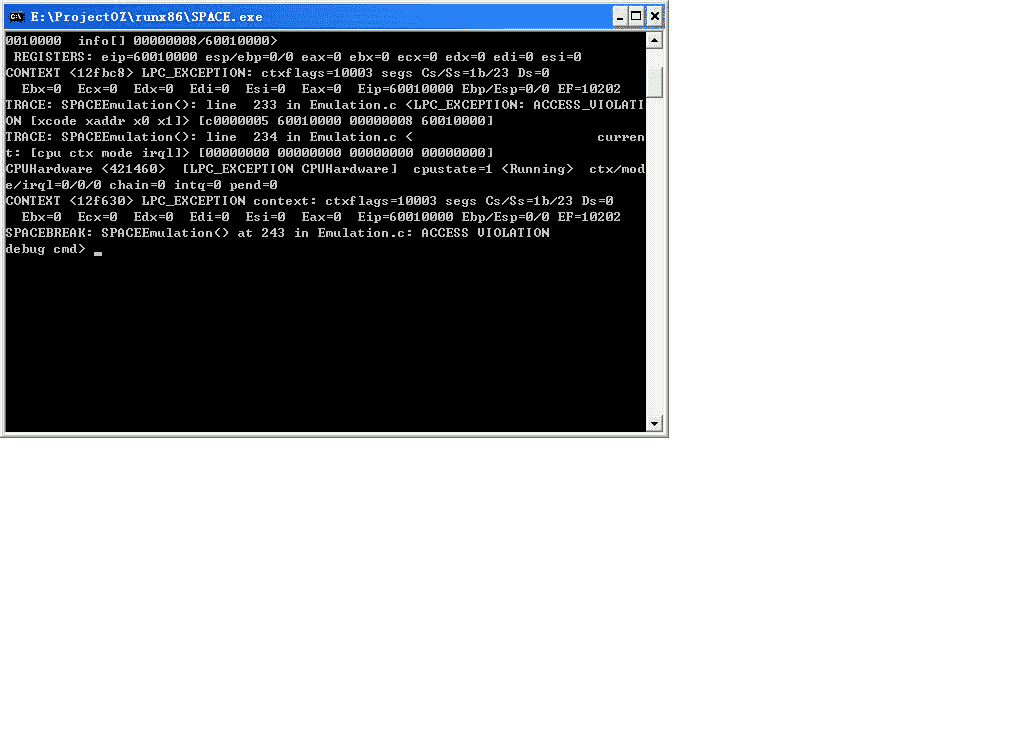 E:\ProjectOZ\runx86\SPACE.exe
0010000  info[] 00000008/60010000>
 REGISTERS: eip=60010000 esp/ebp=0/0 eax=0 ebx=0 ecx=0 edx=0 edi=0 esi=0
CONTEXT <12fbc8> LPC_EXCEPTION: ctxflags=10003 segs Cs/Ss=1b/23 Ds=0
  Ebx=0  Ecx=0  Edx=0  Edi=0  Esi=0  Eax=0  Eip=60010000 Ebp/Esp=0/0 EF=10202
TRACE: SPACEEmulation(): line  233 in Emulation.c <LPC_EXCEPTION: ACCESS_VIOLATI
ON [xcode xaddr x0 x1]> [c0000005 60010000 00000008 60010000]
TRACE: SPACEEmulation(): line  234 in Emulation.c <                       curren
t: [cpu ctx mode irql]> [00000000 00000000 00000000 00000000]
CPUHardware <421460>  [LPC_EXCEPTION CPUHardware]  cpustate=1 <Running>  ctx/mod
e/irql=0/0/0 chain=0 intq=0 pend=0
CONTEXT <12f630> LPC_EXCEPTION context: ctxflags=10003 segs Cs/Ss=1b/23 Ds=0
  Ebx=0  Ecx=0  Edx=0  Edi=0  Esi=0  Eax=0  Eip=60010000 Ebp/Esp=0/0 EF=10202
SPACEBREAK: SPACEEmulation() at 243 in Emulation.c: ACCESS VIOLATION
debug cmd> _